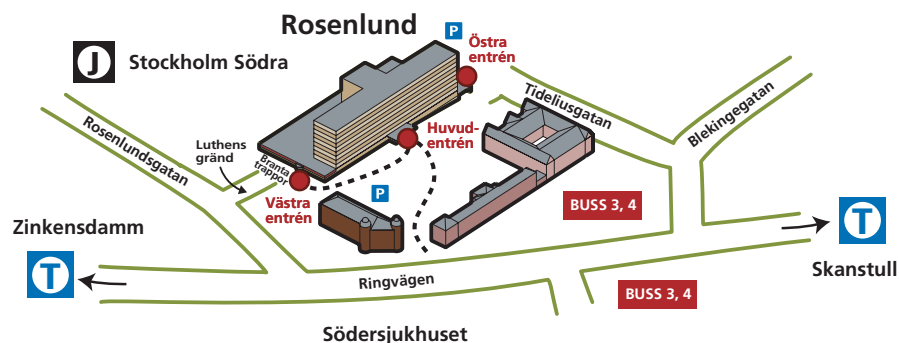 Rosenlund
P
Östra
entrén
J
Stockholm Södra
Tideliusgatan
Blekingegatan
Rosenlundsgatan
Luthens
gränd
Branta
trappor
Huvud-
entrén
Västra
entrén
P
BUSS 3, 4
Zinkensdamm
T
T
Skanstull
Ringvägen
BUSS 3, 4
Södersjukhuset